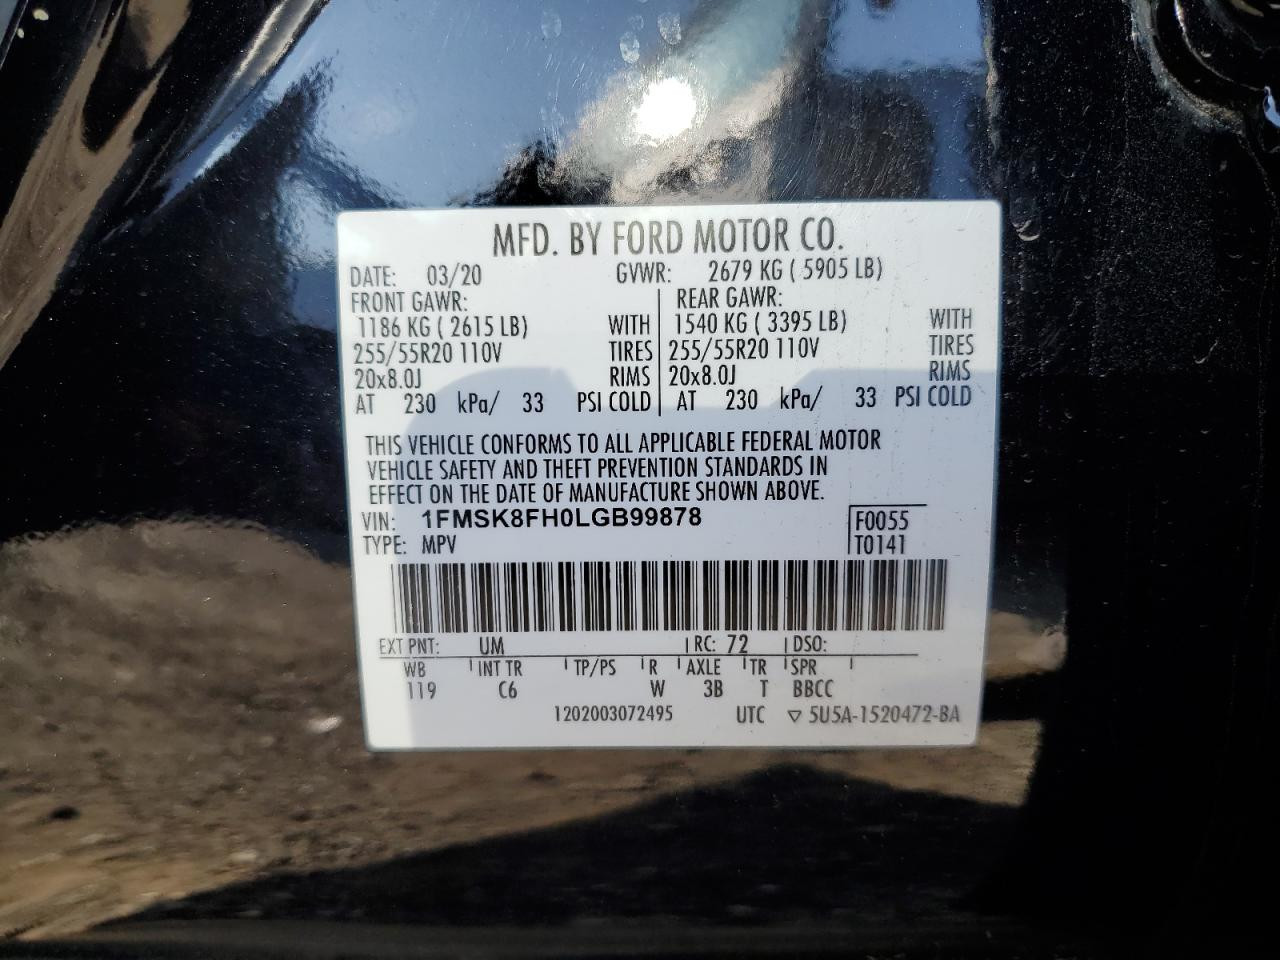 MFD. BY FORD MOTOR CO.
DATE: 03/20 GVWR: 2679 KG ( 5905 LB)
FRONT GAWR: REAR GAWR:
1186 KG ( 2615 LB) WITH 1540 KG ( 3395 LB) WITH
255/55R20 110V TIRES 255/55R20 110V TIRES
20x8.0J RIMS 20x8.0J RIMS
AT 230 kPa/ 33 PSI COLD AT 230 kPa/ 33 PSI COLD
THIS VEHICLE CONFORMS TO ALL APPLICABLE FEDERAL MOTOR
VEHICLE SAFETY AND THEFT PREVENTION STANDARDS IN
EFFECT ON THE DATE OF MANUFACTURE SHOWN ABOVE.
VIN: 1FMSK8FH0LGB99878 F0055
TYPE: MPV T0141
EXT PNT: UM RC: 72 DSO:
WB INT TR TP/PS R AXLE TR SPR
119 C6 W 3B T BBCC
1202003072495 UTC ▽ 5U5A-1520472-BA